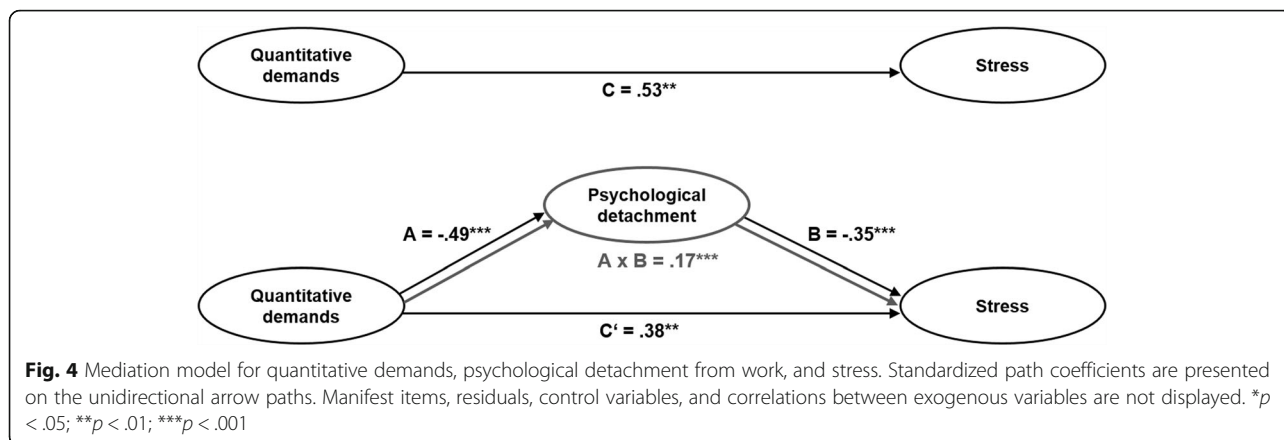 Quantitative
demands
Stress
C = .53**
Psychological
detachment
A = -.49***
B = -.35***
A x B = .17***
Quantitative
demands
Stress
C‘ = .38**
Fig. 4 Mediation model for quantitative demands, psychological detachment from work, and stress. Standardized path coefficients are presented
on the unidirectional arrow paths. Manifest items, residuals, control variables, and correlations between exogenous variables are not displayed. *p
< .05; **p < .01; ***p < .001